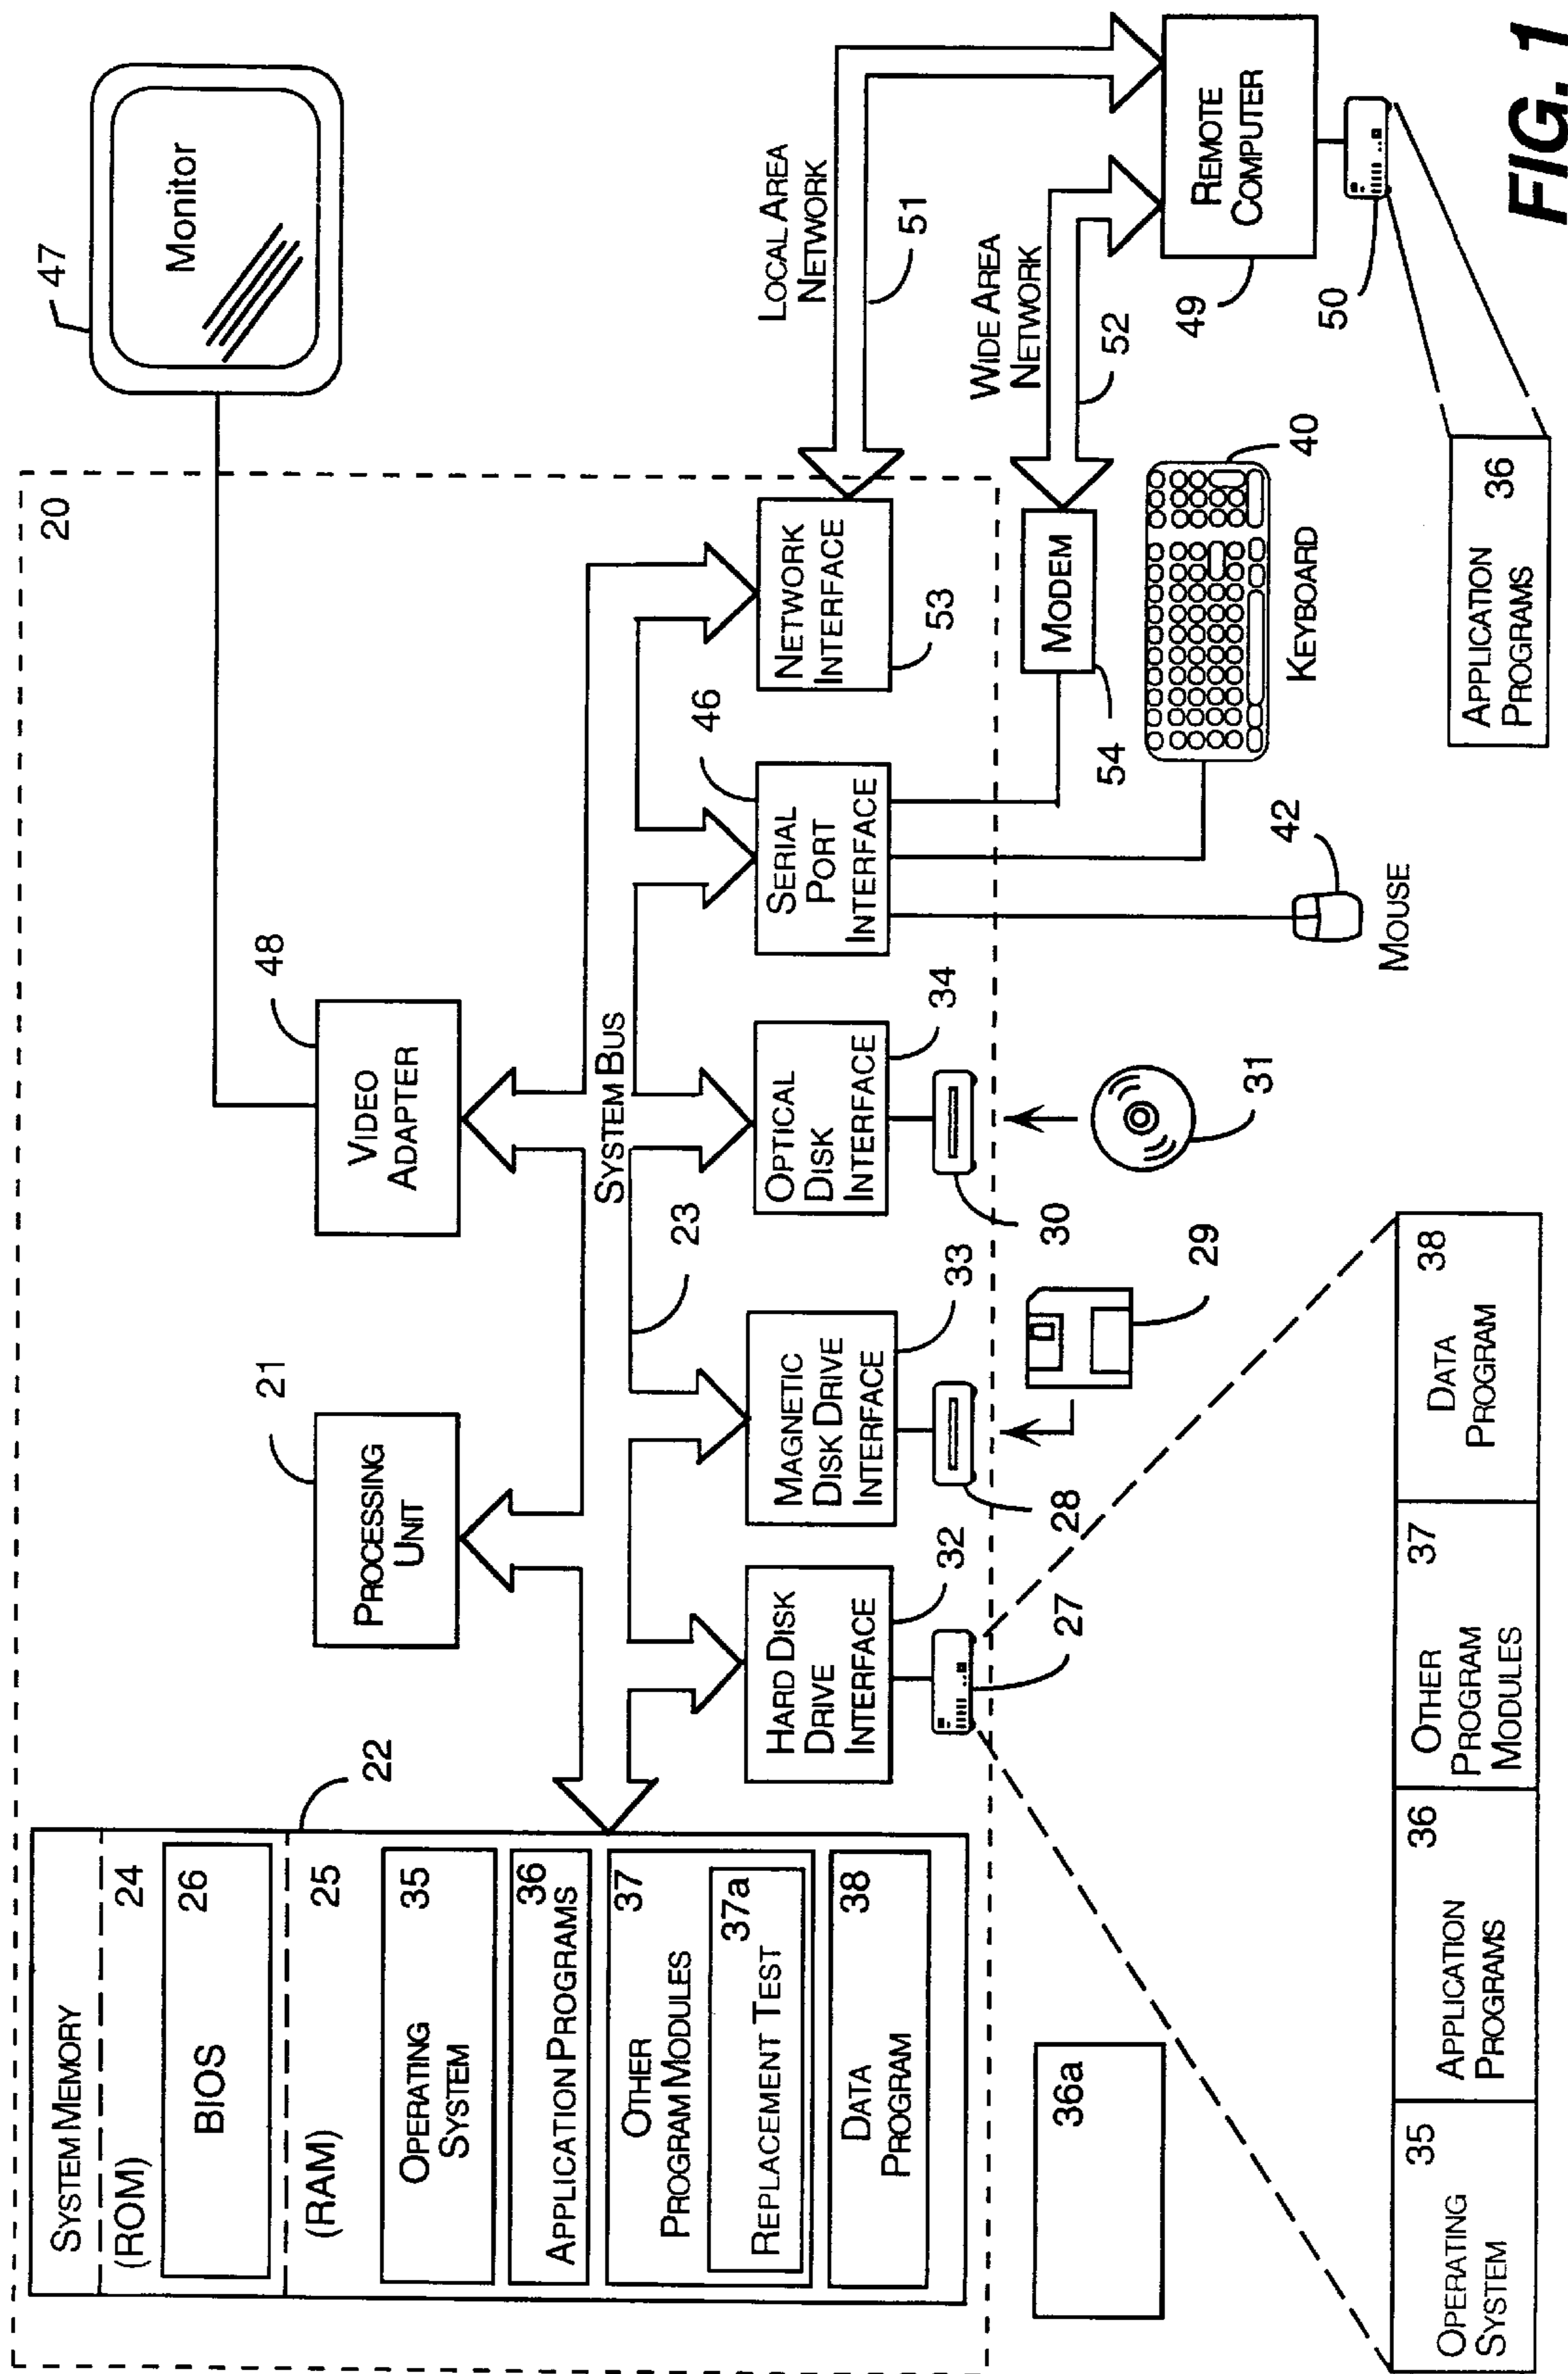 20
SYSTEM MEMORY
(ROM) 24
BIOS 26
(RAM) 25
OPERATING
SYSTEM
35
APPLICATION PROGRAMS
36
OTHER
PROGRAM MODULES
37
REPLACEMENT TEST
37a
DATA
PROGRAM
38
22
PROCESSING
UNIT
21
VIDEO
ADAPTER
48
Monitor
47
SYSTEM BUS
23
HARD DISK
DRIVE
INTERFACE
32
MAGNETIC
DISK DRIVE
INTERFACE
33
OPTICAL
DISK
INTERFACE
34
SERIAL
PORT
INTERFACE
46
NETWORK
INTERFACE
53
LOCAL AREA
NETWORK
51
WIDE AREA
NETWORK
52
27
28
29
30
31
MODEM
54
KEYBOARD
40
MOUSE
42
REMOTE
COMPUTER
49
50
36a
OPERATING
SYSTEM
35
APPLICATION
PROGRAMS
36
OTHER
PROGRAM
MODULES
37
DATA
PROGRAM
38
APPLICATION
PROGRAMS
36
FIG. 1